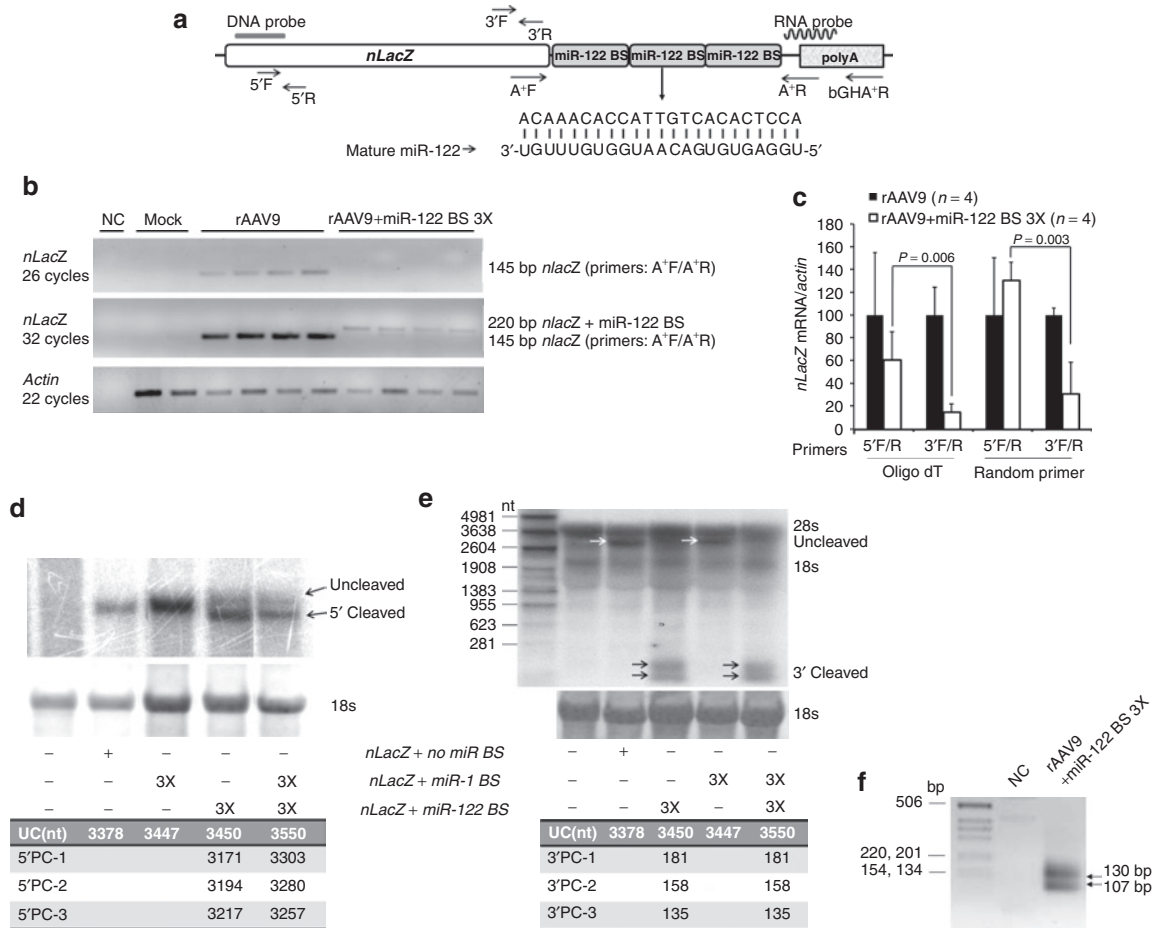 a
DNA probe
3′F
3′R
RNA probe
nLacZ
miR-122 BS miR-122 BS miR-122 BS
polyA
5′F
5′R
A+F
A+R
bGHA+R
ACAAACACCATTGTCACACTCCA
Mature miR-122
3′-UGUUUGUGGUAACAGUGUGAGGU-5′
b
NC Mock rAAV9 rAAV9+miR-122 BS 3X
nLacZ
26 cycles
145 bp nlacZ (primers: A+F/A+R)
nLacZ
32 cycles
220 bp nlacZ + miR-122 BS
145 bp nlacZ (primers: A+F/A+R)
Actin
22 cycles
c
rAAV9 (n = 4)
rAAV9+miR-122 BS 3X (n = 4)
nLacZ mRNA/actin
180
160
140
120
100
80
60
40
20
0
P = 0.006
P = 0.003
Primers 5′F/R 3′F/R 5′F/R 3′F/R
Oligo dT Random primer
d
Uncleaved
5′ Cleaved
18s
– + – – –
– – 3X – 3X
– – – 3X 3X
nLacZ + no miR BS
nLacZ + miR-1 BS
nLacZ + miR-122 BS
UC(nt) 3378 3447 3450 3550
5′PC-1 3171 3303
5′PC-2 3194 3280
5′PC-3 3217 3257
e
nt
4981
3638
2604
1908
1383
955
623
281
28s
Uncleaved
18s
3′ Cleaved
18s
– + – – –
– – – 3X 3X
– – 3X – 3X
UC(nt) 3378 3450 3447 3550
3′PC-1 181 181
3′PC-2 158 158
3′PC-3 135 135
f
NC
rAAV9
+miR-122 BS 3X
bp
506
220, 201
154, 134
130 bp
107 bp